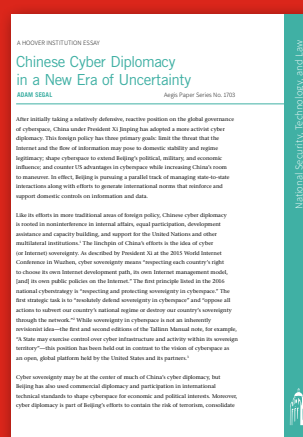 A HOOVER INSTITUTION ESSAY
Chinese Cyber Diplomacy
in a New Era of Uncertainty
ADAM SEGAL
Aegis Paper Series No. 1703
After initially taking a relatively defensive, reactive position on the global governance
of cyberspace, China under President Xi Jinping has adopted a more activist cyber
diplomacy. This foreign policy has three primary goals: limit the threat that the
Internet and the flow of information may pose to domestic stability and regime
legitimacy; shape cyberspace to extend Beijing's political, military, and economic
influence; and counter US advantages in cyberspace while increasing China's room
to maneuver. In effect, Beijing is pursuing a parallel track of managing state-to-state
interactions along with efforts to generate international norms that reinforce and
support domestic controls on information and data.
Like its efforts in more traditional areas of foreign policy, Chinese cyber diplomacy
is rooted in noninterference in internal affairs, equal participation, development
assistance and capacity building, and support for the United Nations and other
multilateral institutions.¹ The linchpin of China's efforts is the idea of cyber
(or Internet) sovereignty. As described by President Xi at the 2015 World Internet
Conference in Wuzhen, cyber sovereignty means "respecting each country's right
to choose its own Internet development path, its own Internet management model,
[and] its own public policies on the Internet." The first principle listed in the 2016
national cyberstrategy is "respecting and protecting sovereignty in cyberspace." The
first strategic task is to "resolutely defend sovereignty in cyberspace" and "oppose all
actions to subvert our country's national regime or destroy our country's sovereignty
through the network." While sovereignty in cyberspace is not an inherently
revisionist idea—the first and second editions of the Tallinn Manual note, for example,
"A State may exercise control over cyber infrastructure and activity within its sovereign
territory"—this position has been held out in contrast to the vision of cyberspace as
an open, global platform held by the United States and its partners.
Cyber sovereignty may be at the center of much of China's cyber diplomacy, but
Beijing has also used commercial diplomacy and participation in international
technical standards to shape cyberspace for economic and political interests. Moreover,
cyber diplomacy is part of Beijing's efforts to contain the risk of terrorism, consolidate
National Security, Technology, and Law